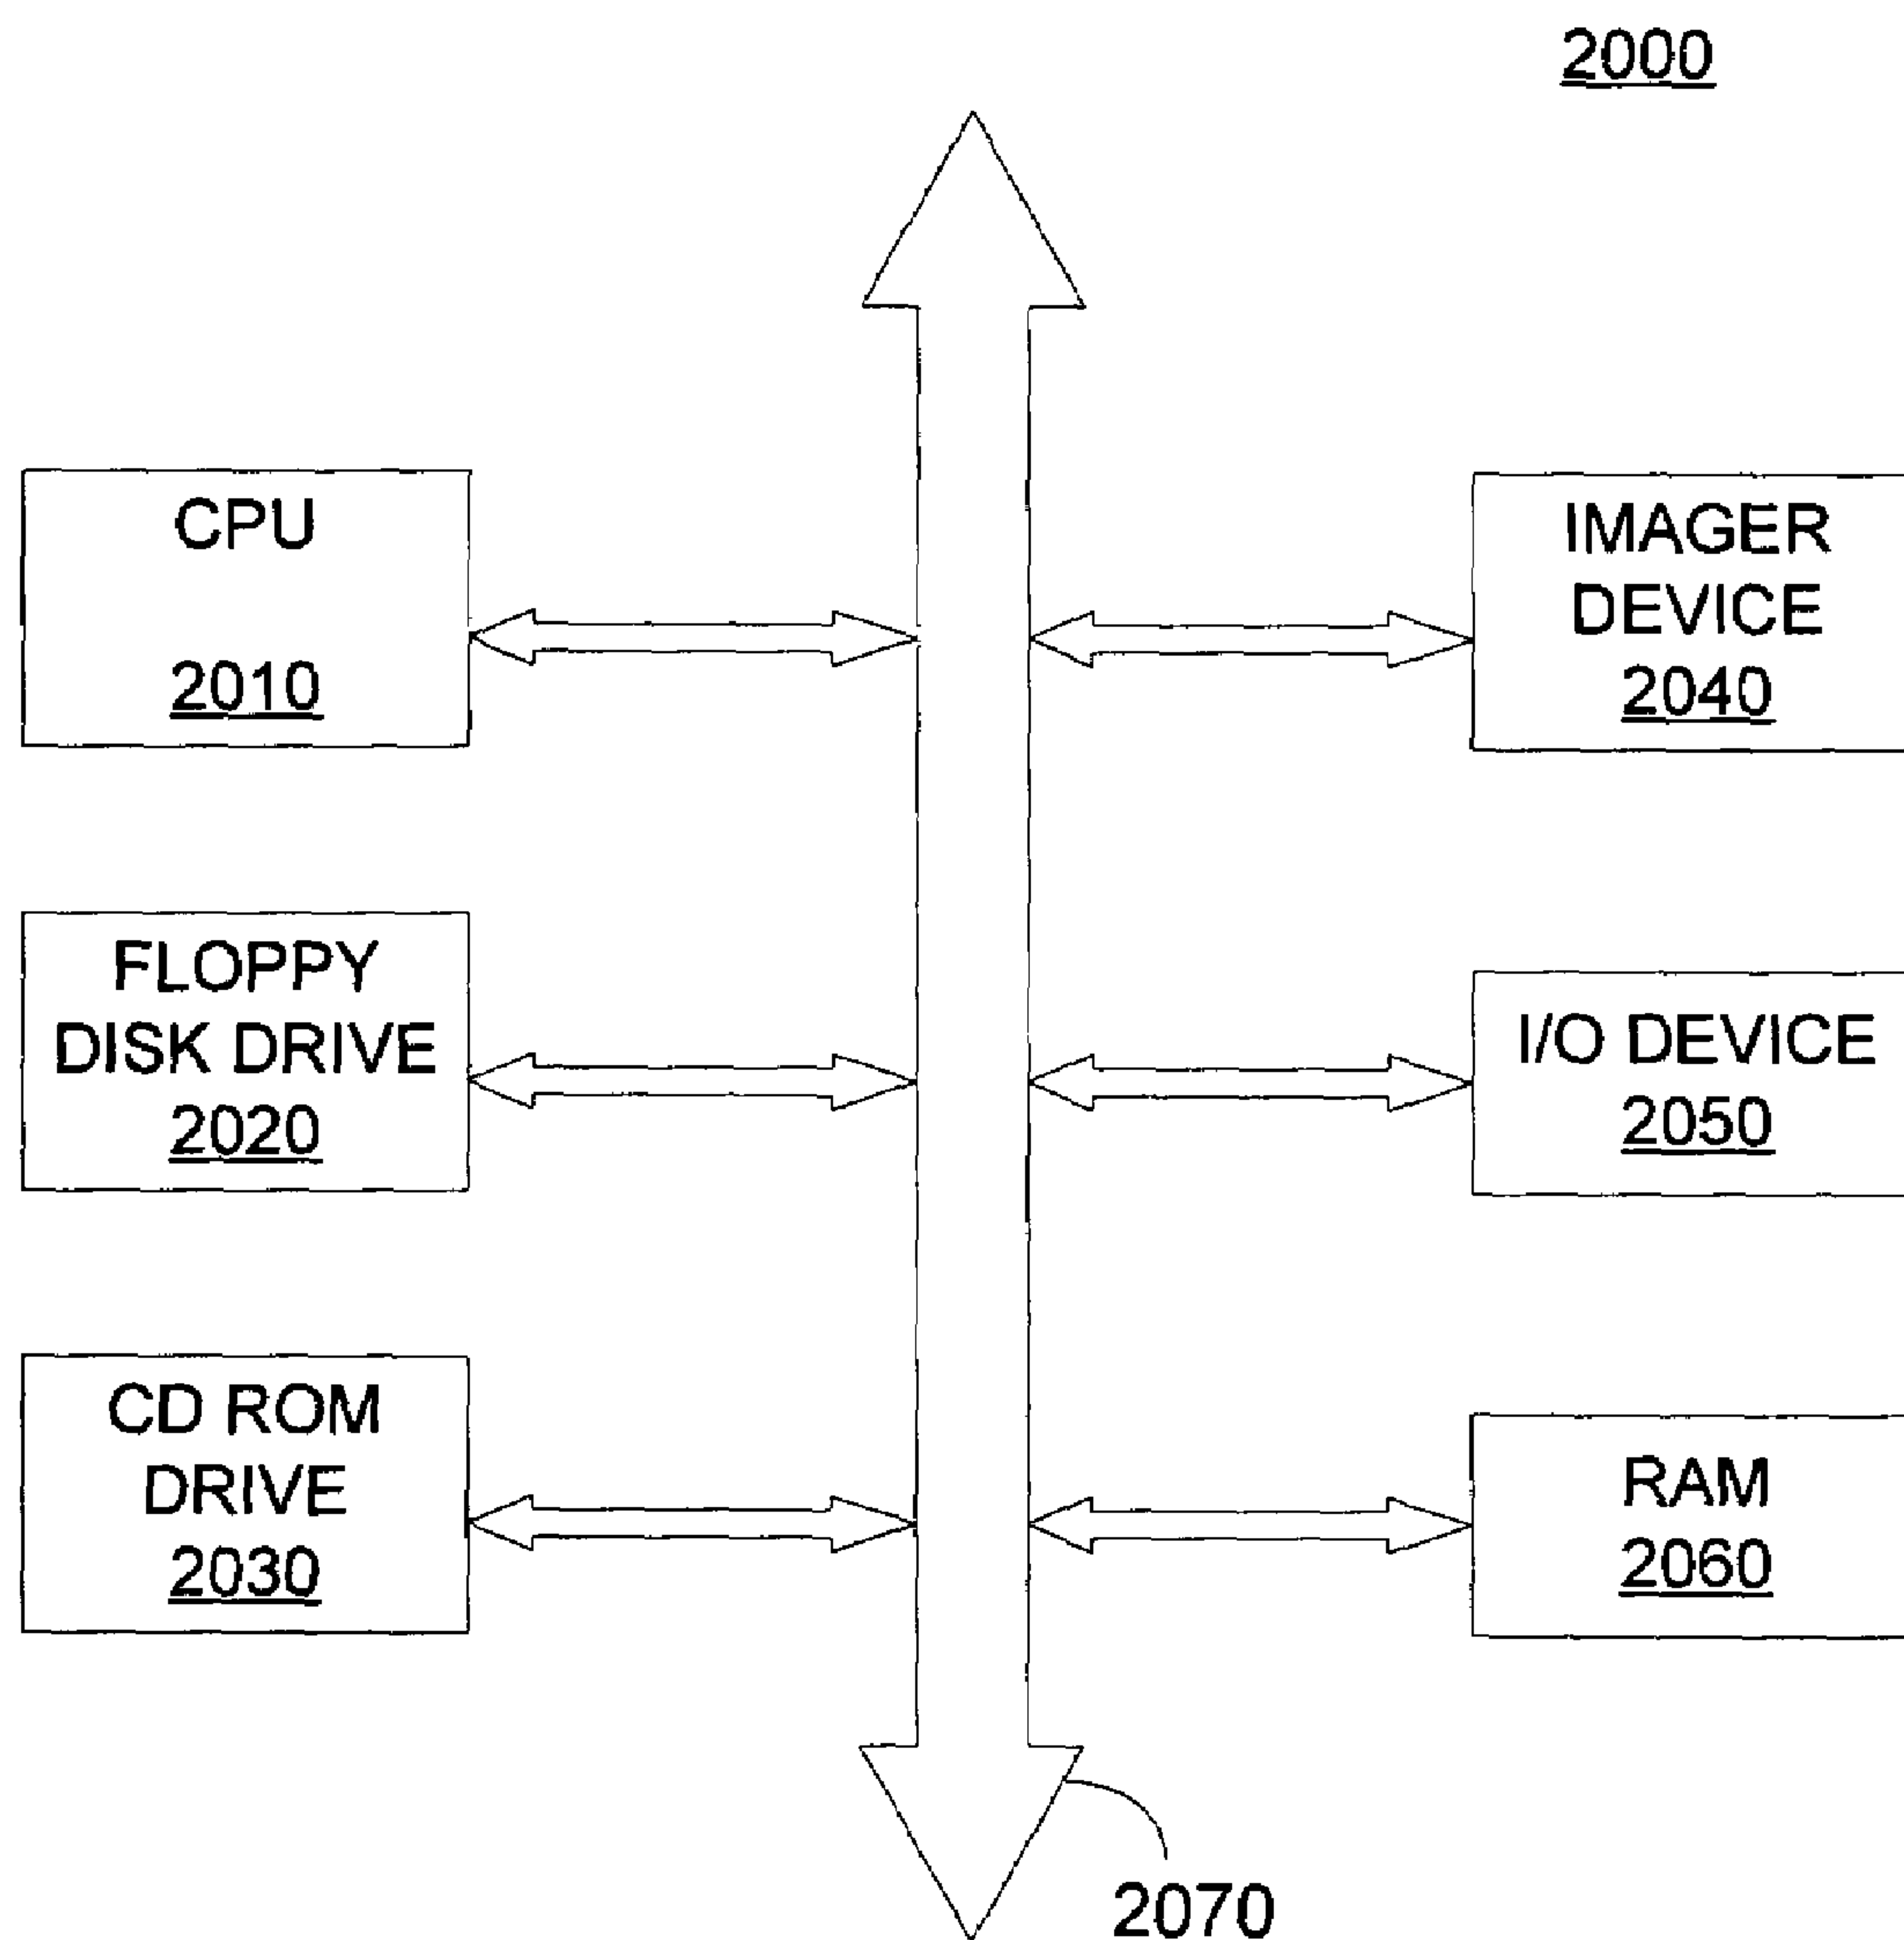 2000
CPU
2010
IMAGER
DEVICE
2040
FLOPPY
DISK DRIVE
2020
I/O DEVICE
2050
CD ROM
DRIVE
2030
RAM
2060
2070